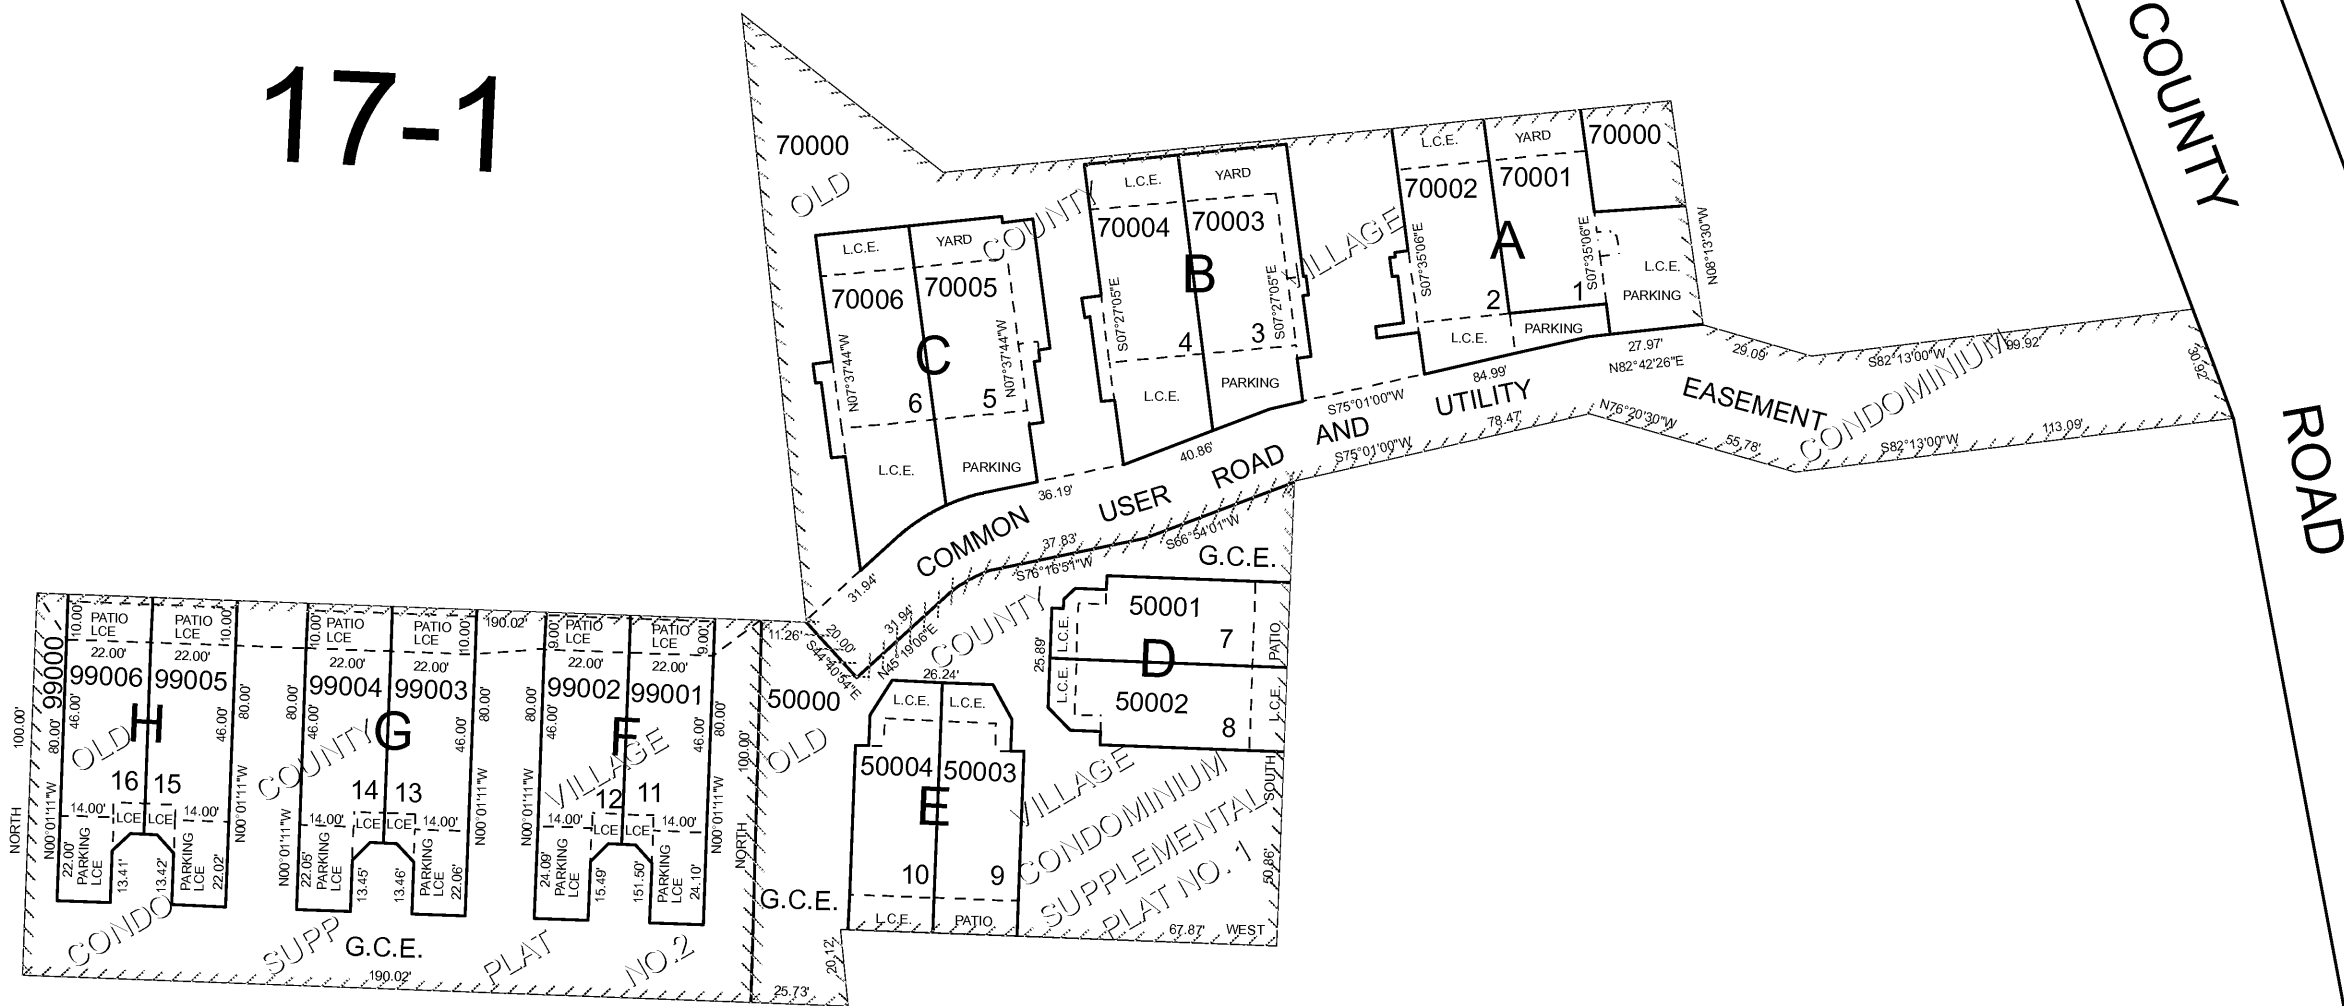 17-1
COUNTY
ROAD
70000
OLD
COUNTY
VILLAGE
CONDOMINIUM
70000
L.C.E.
YARD
70002
70001
A
S07°35'06"E
S07°35'06"E
2
1
L.C.E.
PARKING
L.C.E.
PARKING
N08°13'30"W
L.C.E.
YARD
70004
70003
B
S07°27'05"E
S07°27'05"E
4
3
L.C.E.
PARKING
L.C.E.
YARD
70006
70005
C
N07°37'44"W
N07°37'44"W
6
5
L.C.E.
PARKING
27.97'
N82°42'26"E
29.09'
S82°13'00"W
99.92'
30.92'
84.99'
S75°01'00"W
40.86'
36.19'
31.94'
COMMON USER ROAD AND UTILITY EASEMENT
78.47'
S75°01'00"W
N76°20'30"W
55.78'
S82°13'00"W
113.09'
S66°54'01"W
37.83'
S76°16'51"W
31.94'
N45°19'06"E
20.00'
S44°40'54"E
11.26'
G.C.E.
50001
7
PATIO
L.C.E.
D
25.89'
50002
8
L.C.E.
L.C.E.
50000
26.24'
L.C.E.
L.C.E.
50004
50003
E
10
9
L.C.E.
PATIO
G.C.E.
OLD
COUNTY
VILLAGE
CONDOMINIUM
SUPPLEMENTAL
PLAT NO. 1
SOUTH
50.86'
67.87'
WEST
20.12'
25.73'
99000
10.00'
PATIO
LCE
PATIO
LCE
10.00'
22.00'
22.00'
99006
99005
H
46.00'
46.00'
80.00'
80.00'
16
15
14.00'
14.00'
LCE
LCE
PARKING
LCE
PARKING
LCE
22.00'
13.41'
13.42'
22.02'
N00°01'11"W
N00°01'11"W
100.00'
NORTH
10.00'
PATIO
LCE
PATIO
LCE
10.00'
190.02'
22.00'
22.00'
99004
99003
G
80.00'
46.00'
46.00'
80.00'
14
13
14.00'
14.00'
LCE
LCE
PARKING
LCE
PARKING
LCE
22.05'
13.45'
13.46'
22.06'
N00°01'11"W
N00°01'11"W
9.00'
PATIO
LCE
PATIO
LCE
9.00'
22.00'
22.00'
99002
99001
F
80.00'
46.00'
46.00'
80.00'
12
11
14.00'
14.00'
LCE
LCE
PARKING
LCE
PARKING
LCE
24.09'
15.49'
151.50'
24.10'
N00°01'11"W
N00°01'11"W
100.00'
NORTH
OLD
COUNTY
VILLAGE
CONDO
SUPP
PLAT
NO.2
G.C.E.
190.02'